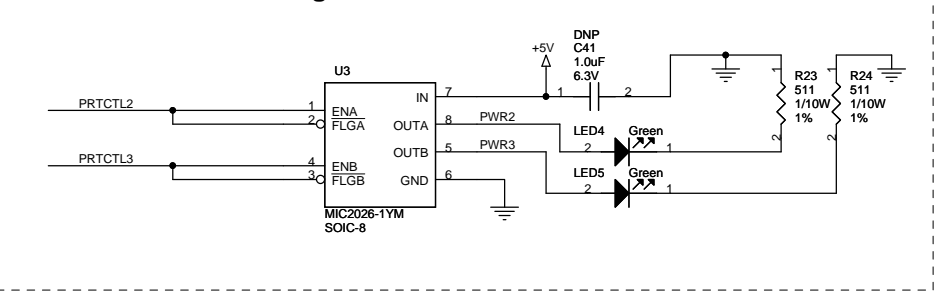 DNP
C41
1.0uF
6.3V
+5V
U3
1
2
R23
511
1/10W
1%
R24
511
1/10W
1%
1
1
2
2
PRTCTL2
1
ENA
2
FLGA
IN
7
OUTA
8
PWR2
LED4
Green
2
1
PRTCTL3
4
ENB
3
FLGB
OUTB
5
PWR3
LED5
Green
2
1
GND
6
MIC2026-1YM
SOIC-8